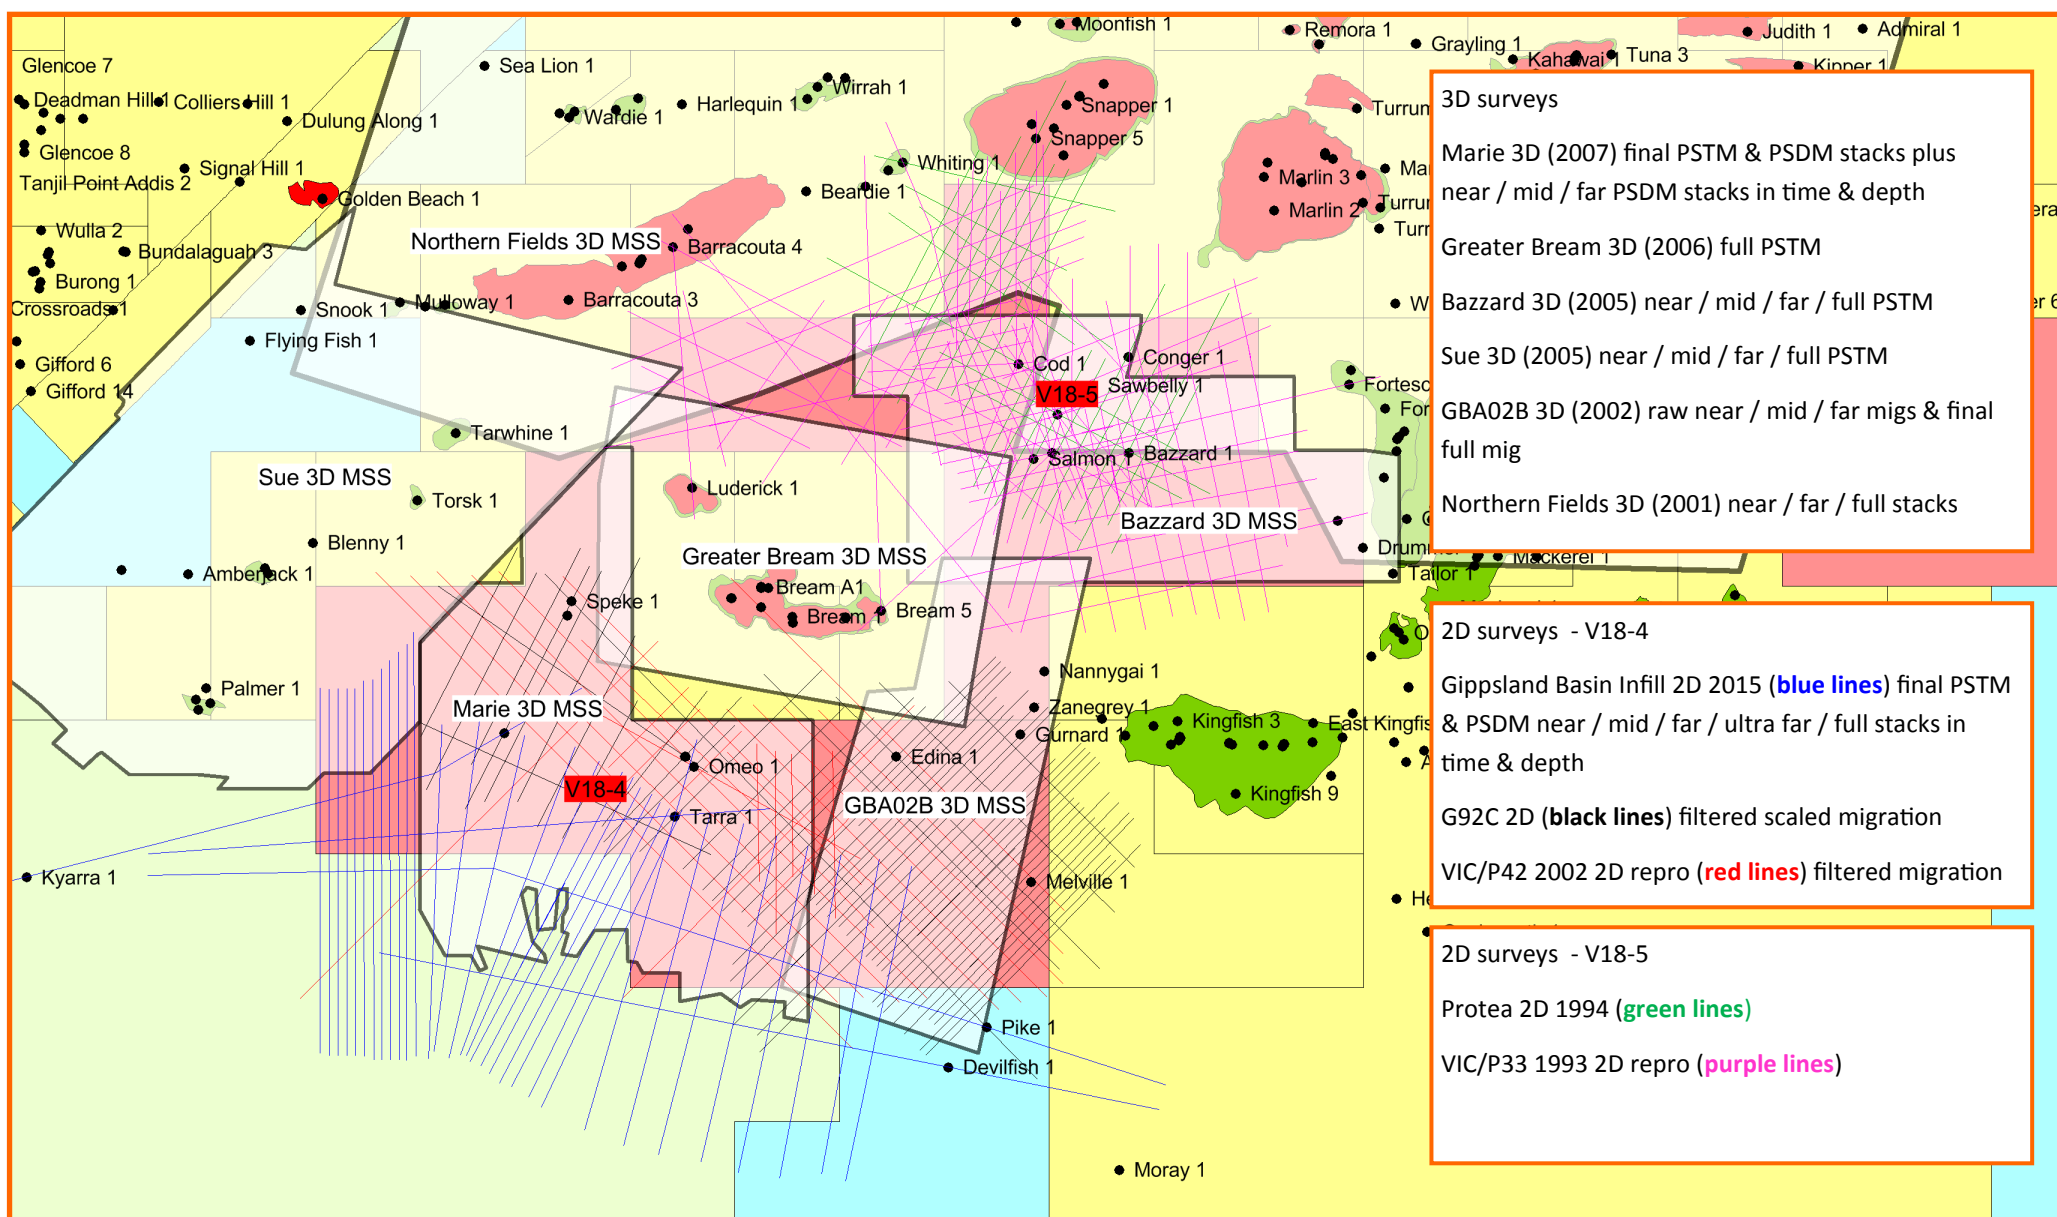 Moonfish 1
Remora 1
Grayling 1
Judith 1
Admiral 1
Kahawai 1
Tuna 3
Kipper 1
Glencoe 7
Sea Lion 1
Deadman Hill 1
Colliers Hill 1
Dulung Along 1
Wardie 1
Harlequin 1
Wirrah 1
Snapper 1
Snapper 5
Glencoe 8
Signal Hill 1
Tanjil Point Addis 2
Golden Beach 1
Whiting 1
Beardie 1
Marlin 3
Marlin 2
Wulla 2
Bundalaguah 3
Burong 1
Crossroads 1
Northern Fields 3D MSS
Barracouta 4
Barracouta 3
Snook 1
Mulloway 1
Flying Fish 1
Gifford 6
Gifford 14
Cod 1
Conger 1
Sawbelly 1
V18-5
Tarwhine 1
Salmon 1
Bazzard 1
Sue 3D MSS
Torsk 1
Luderick 1
Bazzard 3D MSS
Blenny 1
Amberjack 1
Greater Bream 3D MSS
Bream A1
Bream 1
Bream 5
Speke 1
Tailor 1
Mackerel 1
Palmer 1
Marie 3D MSS
Nannygai 1
Zanegrey 1
Gurnard 1
Kingfish 3
Kingfish 9
Omeo 1
Edina 1
V18-4
GBA02B 3D MSS
Tarra 1
Kyarra 1
Melville 1
Pike 1
Devilfish 1
Moray 1
3D surveys
Marie 3D (2007) final PSTM & PSDM stacks plus
near / mid / far PSDM stacks in time & depth
Greater Bream 3D (2006) full PSTM
Bazzard 3D (2005) near / mid / far / full PSTM
Sue 3D (2005) near / mid / far / full PSTM
GBA02B 3D (2002) raw near / mid / far migs & final
full mig
Northern Fields 3D (2001) near / far / full stacks
2D surveys - V18-4
Gippsland Basin Infill 2D 2015 (blue lines) final PSTM
& PSDM near / mid / far / ultra far / full stacks in
time & depth
G92C 2D (black lines) filtered scaled migration
VIC/P42 2002 2D repro (red lines) filtered migration
2D surveys - V18-5
Protea 2D 1994 (green lines)
VIC/P33 1993 2D repro (purple lines)